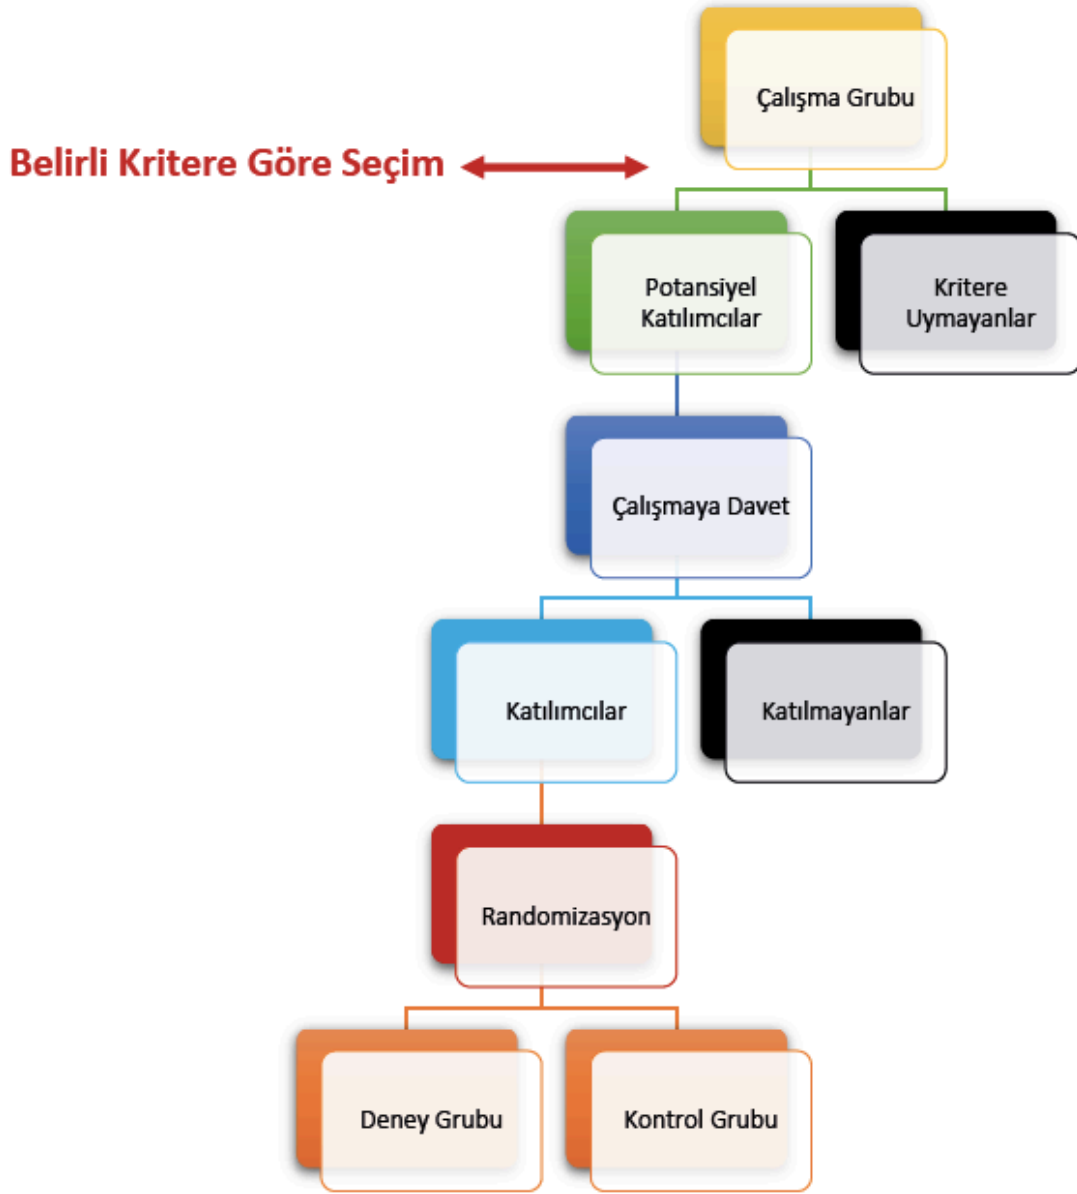 Çalışma Grubu
Belirli Kritere Göre Seçim
Potansiyel
Katılımcılar
Kritere
Uymayanlar
Çalışmaya Davet
Katılımcılar
Katılmayanlar
Randomizasyon
Deney Grubu
Kontrol Grubu